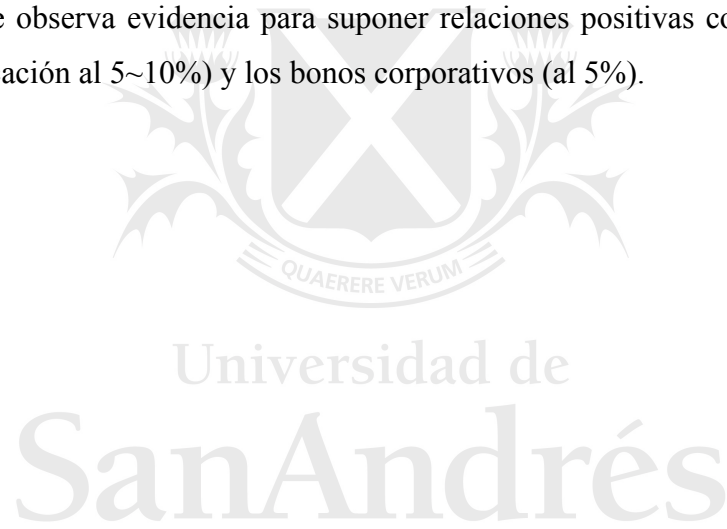 e observa evidencia para suponer relaciones positivas
ación al 5~10%) y los bonos corporativos (al 5%).
QUAERERE VERUM
Universidad de
SanAndrés